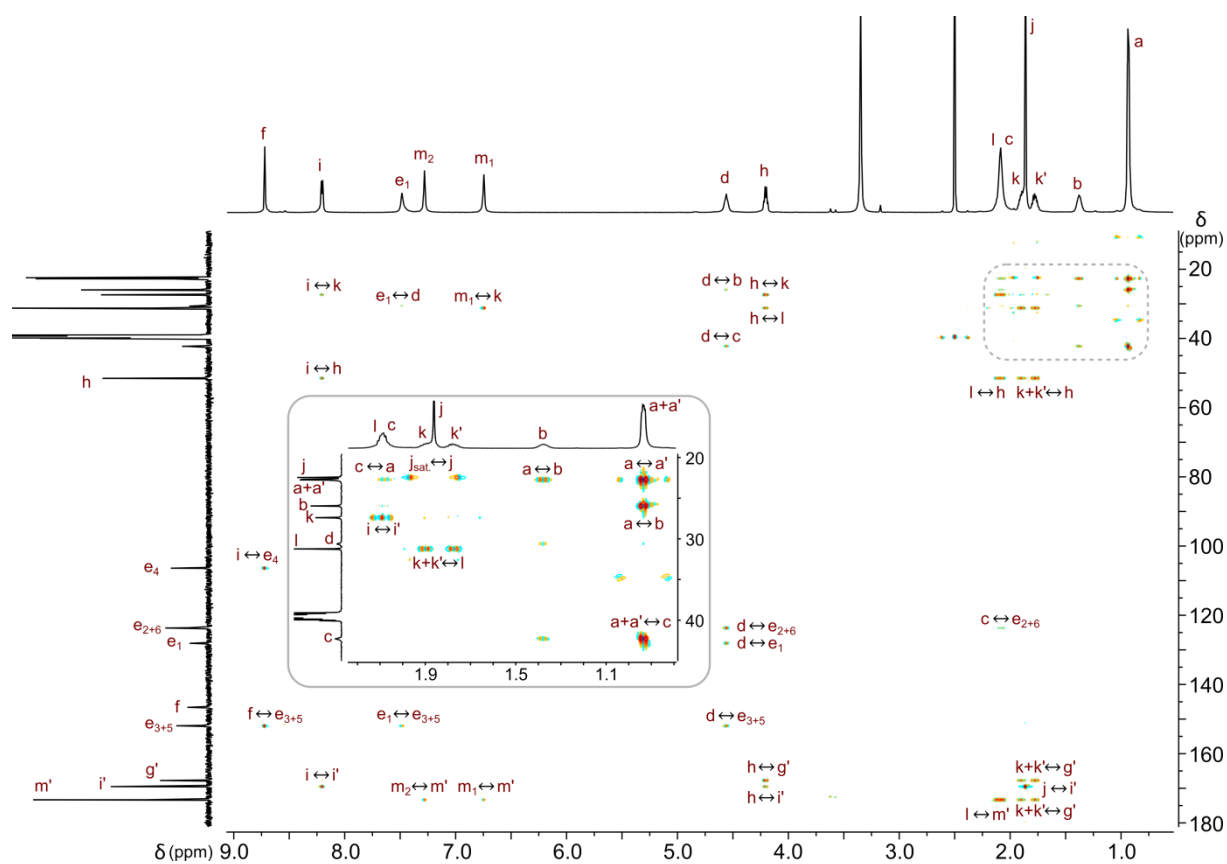 j
a
f
i
e₁
m₂
m₁
d
h
l c
k
k'
b
δ
(ppm)
i↔k
e₁↔d
m₁↔k
d↔b
h↔k
h↔l
d↔c
i↔h
h
l↔h k+k'↔h
20
40
60
80
100
120
140
160
180
j
a+a'
l c
k
k'
b
c↔a
j_sat.↔j
a↔b
a↔a'
20
j
a+a'
b
k
d
l
i↔i'
a↔b
30
k+k'↔l
a+a'↔c
40
c
1.9 1.5 1.1
i↔e₄
e₄
e₂₊₆
e₁
d↔e₂₊₆
d↔e₁
c↔e₂₊₆
f
e₃₊₅
f↔e₃₊₅
e₁↔e₃₊₅
d↔e₃₊₅
g'
i'
m'
i↔i'
m₂↔m'
m₁↔m'
h↔g'
h↔i'
k+k'↔g'
j↔i'
l↔m' k+k'↔g'
δ (ppm) 9.0 8.0 7.0 6.0 5.0 4.0 3.0 2.0 1.0